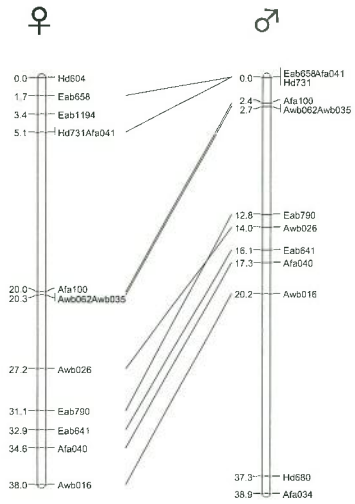 ♀
♂
0.0 Hd604
1.7 Eab658
3.4 Eab1194
5.1 Hd731Afa041
20.0 Afa100
20.3 Awb062Awb035
27.2 Awb026
31.1 Eab790
32.9 Eab641
34.6 Afa040
38.0 Awb016
0.0 Eab658Afa041
Hd731
2.4 Afa100
2.7 Awb062Awb035
12.8 Eab790
14.0 Awb026
16.1 Eab641
17.3 Afa040
20.2 Awb016
37.3 Hd680
38.9 Afa034